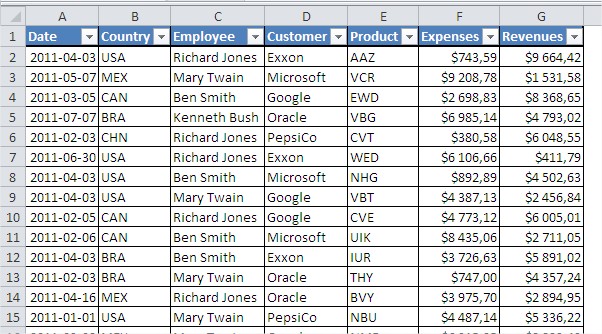 A B C D E F G
1 Date Country Employee Customer Product Expenses Revenues
2 2011-04-03 USA Richard Jones Exxon AAZ $743,59 $9 664,42
3 2011-05-07 MEX Mary Twain Microsoft VCR $9 208,78 $1 531,58
4 2011-03-05 CAN Ben Smith Google EWD $2 698,83 $8 368,65
5 2011-07-07 BRA Kenneth Bush Oracle VBG $6 985,14 $4 793,02
6 2011-02-03 CHN Richard Jones PepsiCo CVT $380,58 $6 048,55
7 2011-06-30 USA Richard Jones Exxon WED $6 106,66 $411,79
8 2011-04-03 USA Ben Smith Microsoft NHG $892,89 $4 502,63
9 2011-04-03 USA Mary Twain Google VBT $4 387,13 $2 456,84
10 2011-02-05 CAN Richard Jones Google CVE $4 773,12 $6 005,01
11 2011-02-06 CAN Ben Smith Microsoft UIK $8 435,06 $2 711,05
12 2011-04-03 BRA Ben Smith Exxon IUR $3 726,63 $5 891,02
13 2011-02-03 BRA Mary Twain Oracle THY $747,00 $4 357,24
14 2011-04-16 MEX Richard Jones Oracle BVY $3 975,70 $2 894,95
15 2011-01-01 USA Mary Twain PepsiCo NBU $4 487,14 $5 336,22